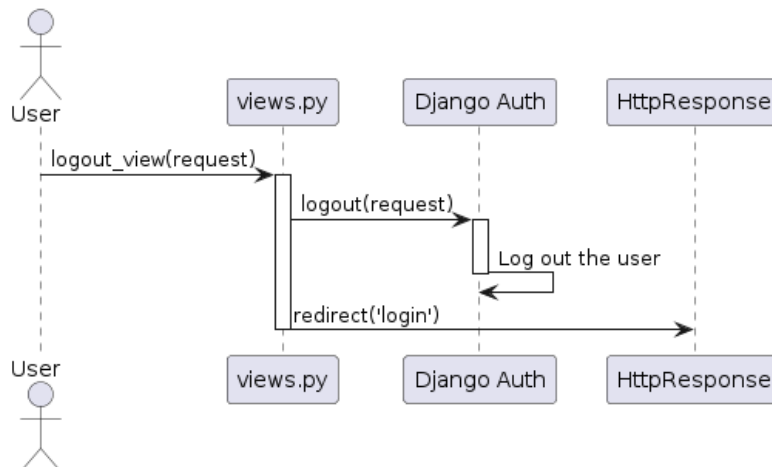 User
views.py
Django Auth
HttpResponse
logout_view(request)
logout(request)
Log out the user
redirect('login')
User
views.py
Django Auth
HttpResponse